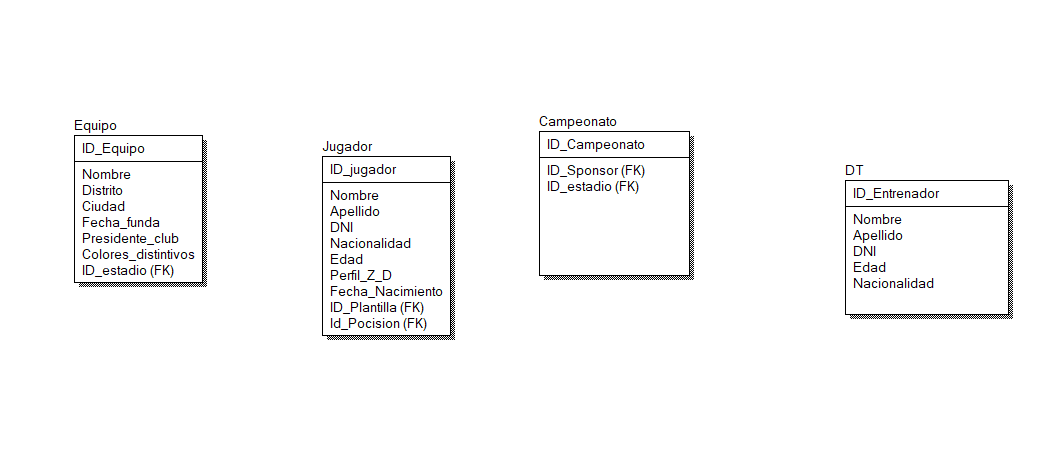 Equipo
ID_Equipo
Nombre
Distrito
Ciudad
Fecha_funda
Presidente_club
Colores_distintivos
ID_estadio (FK)
Jugador
ID_jugador
Nombre
Apellido
DNI
Nacionalidad
Edad
Perfil_Z_D
Fecha_Nacimiento
ID_Plantilla (FK)
Id_Pocision (FK)
Campeonato
ID_Campeonato
ID_Sponsor (FK)
ID_estadio (FK)
DT
ID_Entrenador
Nombre
Apellido
DNI
Edad
Nacionalidad